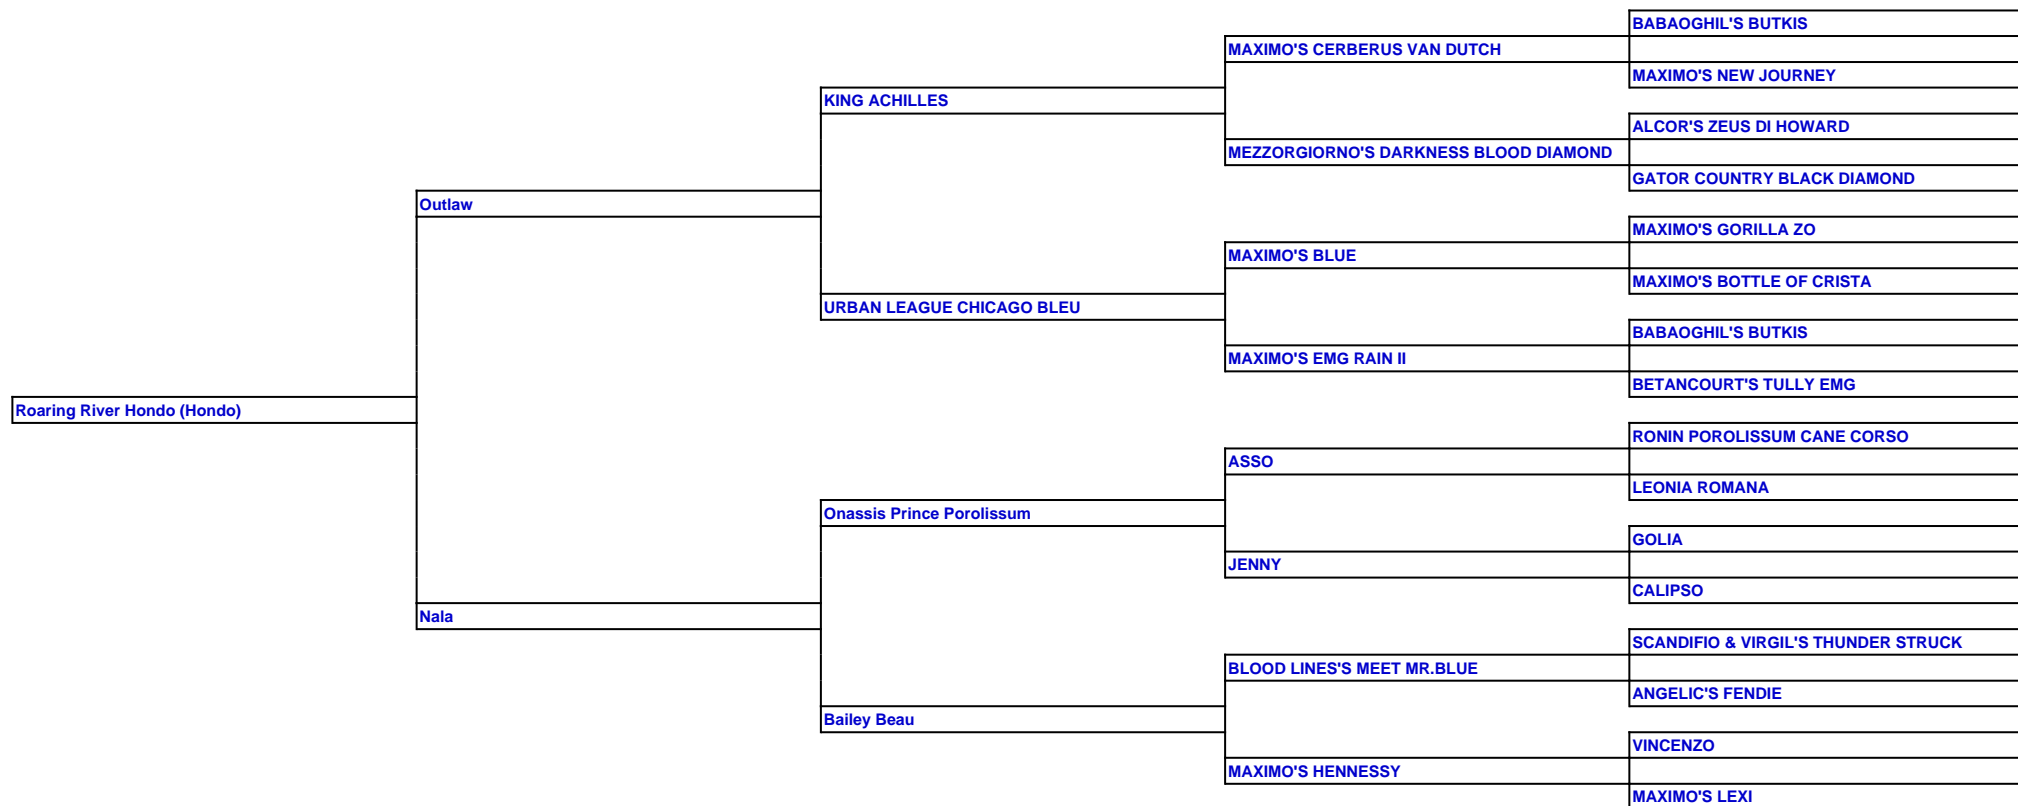 BABAOGHIL'S BUTKIS
MAXIMO'S CERBERUS VAN DUTCH
MAXIMO'S NEW JOURNEY
KING ACHILLES
ALCOR'S ZEUS DI HOWARD
MEZZORGIORNO'S DARKNESS BLOOD DIAMOND
GATOR COUNTRY BLACK DIAMOND
Outlaw
MAXIMO'S GORILLA ZO
MAXIMO'S BLUE
MAXIMO'S BOTTLE OF CRISTA
URBAN LEAGUE CHICAGO BLEU
BABAOGHIL'S BUTKIS
MAXIMO'S EMG RAIN II
BETANCOURT'S TULLY EMG
Roaring River Hondo (Hondo)
RONIN POROLISSUM CANE CORSO
ASSO
LEONIA ROMANA
Onassis Prince Porolissum
GOLIA
JENNY
CALIPSO
Nala
SCANDIFIO & VIRGIL'S THUNDER STRUCK
BLOOD LINES'S MEET MR.BLUE
ANGELIC'S FENDIE
Bailey Beau
VINCENZO
MAXIMO'S HENNESSY
MAXIMO'S LEXI